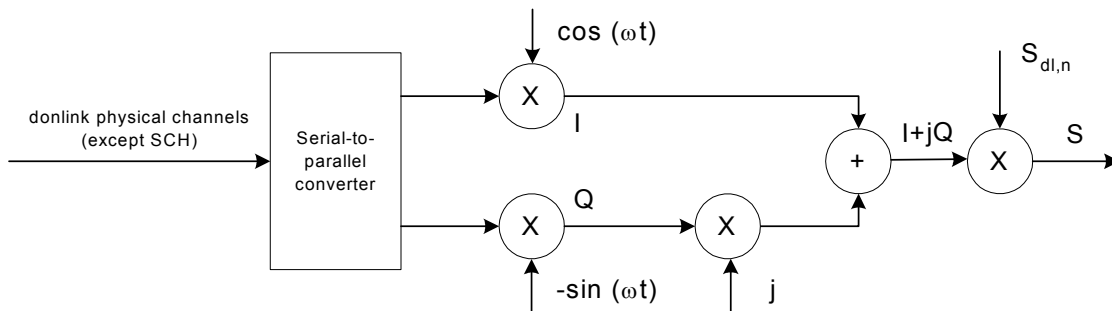 cos (ωt)
S_dl,n
donlink physical channels
(except SCH)
Serial-to-
parallel
converter
X
I
I+jQ
S
+
X
Q
X
X
-sin (ωt)
j